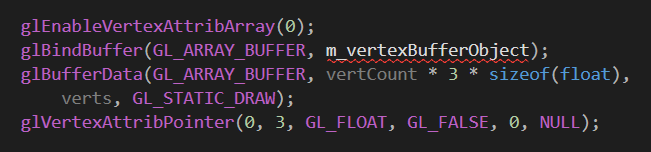 glEnableVertexAttribArray(0);
glBindBuffer(GL_ARRAY_BUFFER, m_vertexBufferObject);
glBufferData(GL_ARRAY_BUFFER, vertCount * 3 * sizeof(float),
verts, GL_STATIC_DRAW);
glVertexAttribPointer(0, 3, GL_FLOAT, GL_FALSE, 0, NULL);